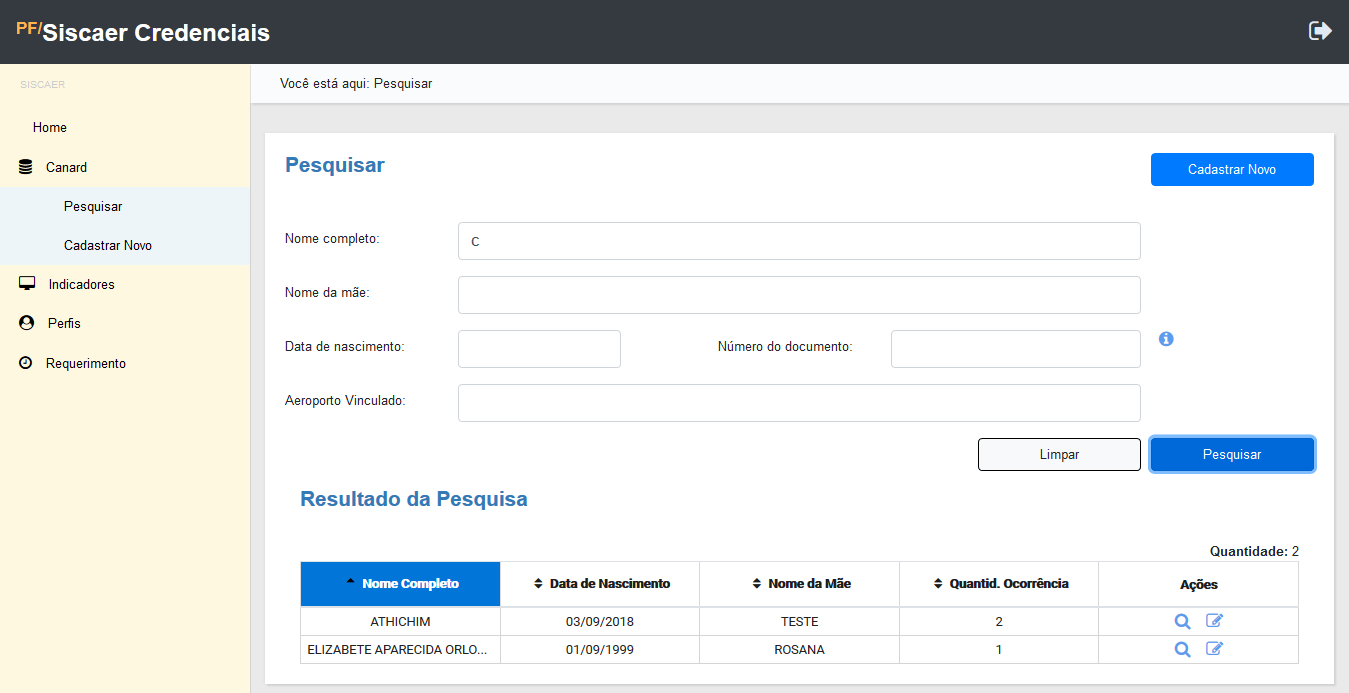 PF/Siscaer Credenciais
SISCAER
Você está aqui: Pesquisar
Home
Canard
Pesquisar
Cadastrar Novo
Indicadores
Perfis
Requerimento
Pesquisar
Cadastrar Novo
Nome completo: C
Nome da mãe:
Data de nascimento: Número do documento:
Aeroporto Vinculado:
Limpar Pesquisar
Resultado da Pesquisa
Quantidade: 2
Nome Completo Data de Nascimento Nome da Mãe Quantid. Ocorrência Ações
ATHICHIM 03/09/2018 TESTE 2
ELIZABETE APARECIDA ORLO... 01/09/1999 ROSANA 1